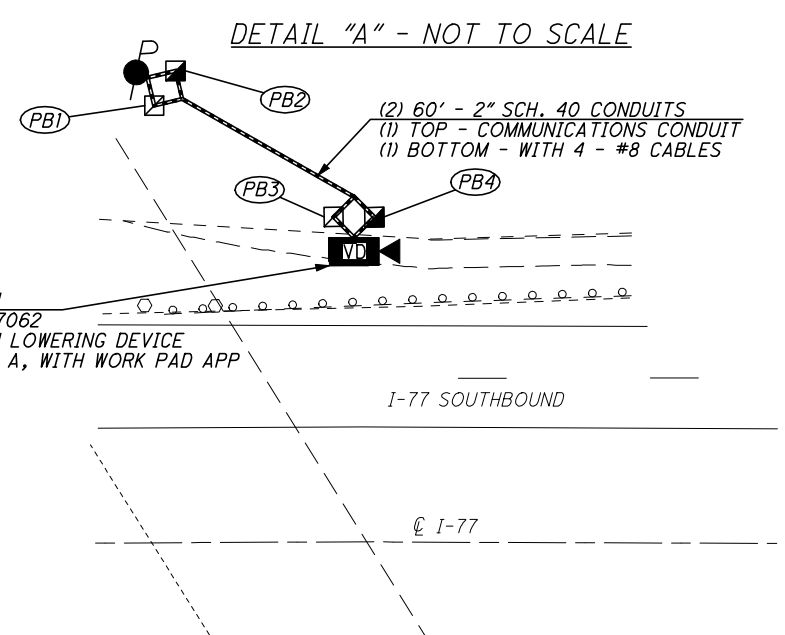 DETAIL "A" - NOT TO SCALE
P
PB2
PB1
(2) 60' - 2" SCH. 40 CONDUITS
(1) TOP - COMMUNICATIONS CONDUIT
(1) BOTTOM - WITH 4 - #8 CABLES
PB3
PB4
VD
7062
LOWERING DEVICE
A, WITH WORK PAD APP
I-77 SOUTHBOUND
℄ I-77